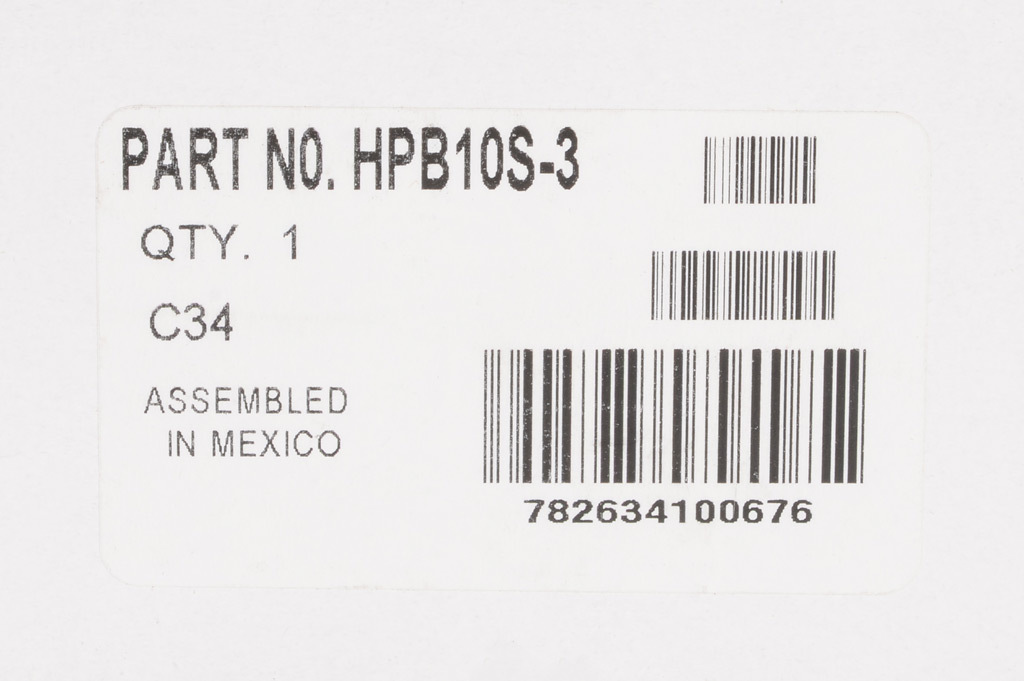 PART NO. HPB10S-3
QTY. 1
C34
ASSEMBLED
IN MEXICO
782634100676